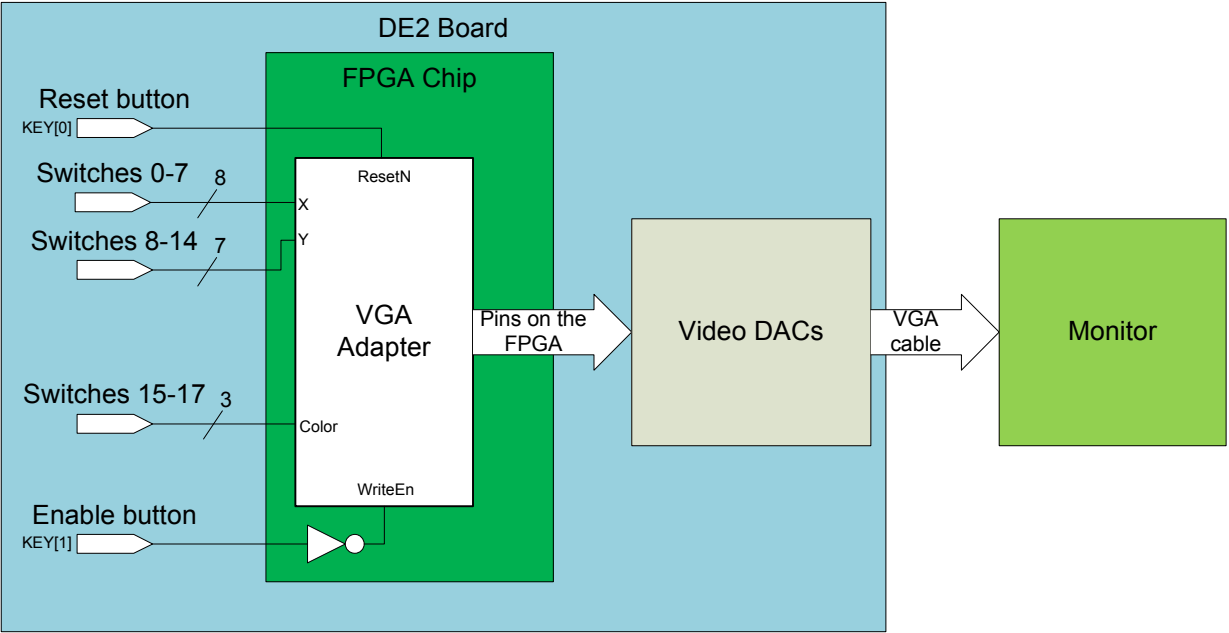 DE2 Board
FPGA Chip
Reset button
KEY[0]
ResetN
Switches 0-7
8
X
Switches 8-14
7
Y
VGA
Adapter
Pins on the
FPGA
Video DACs
VGA
cable
Monitor
Switches 15-17
3
Color
WriteEn
Enable button
KEY[1]